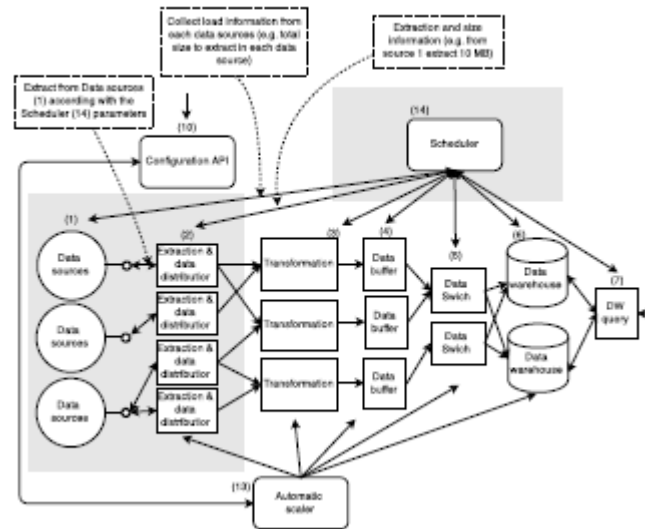 Collect load information from
each data sources (e.g. total
size to extract in each data
source)
Extraction and size
information (e.g. from
source 1 extract 10 MB)
Extract from Data sources
(1) according with the
Scheduler (14) parameters
(10)
Configuration API
(14)
Scheduler
(1)
Data
sources
Data
sources
Data
sources
(2)
Extraction &
data
distributior
Extraction &
data
distributior
Extraction &
data
distributior
Extraction &
data
distributior
(3)
Transformation
Transformation
Transformation
(4)
Data
buffer
Data
buffer
Data
buffer
(5)
Data
Swich
Data
Swich
(6)
Data
warehouse
Data
warehouse
(7)
DW
query
(13)
Automatic
scaler